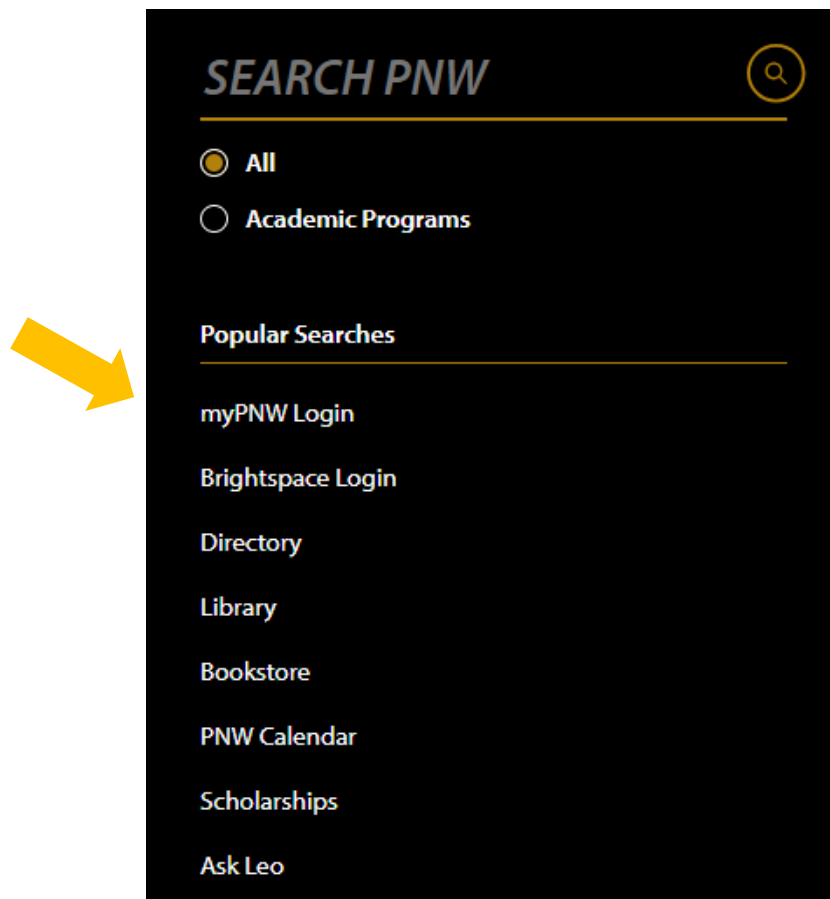 SEARCH PNW
All
Academic Programs
Popular Searches
myPNW Login
Brightspace Login
Directory
Library
Bookstore
PNW Calendar
Scholarships
Ask Leo